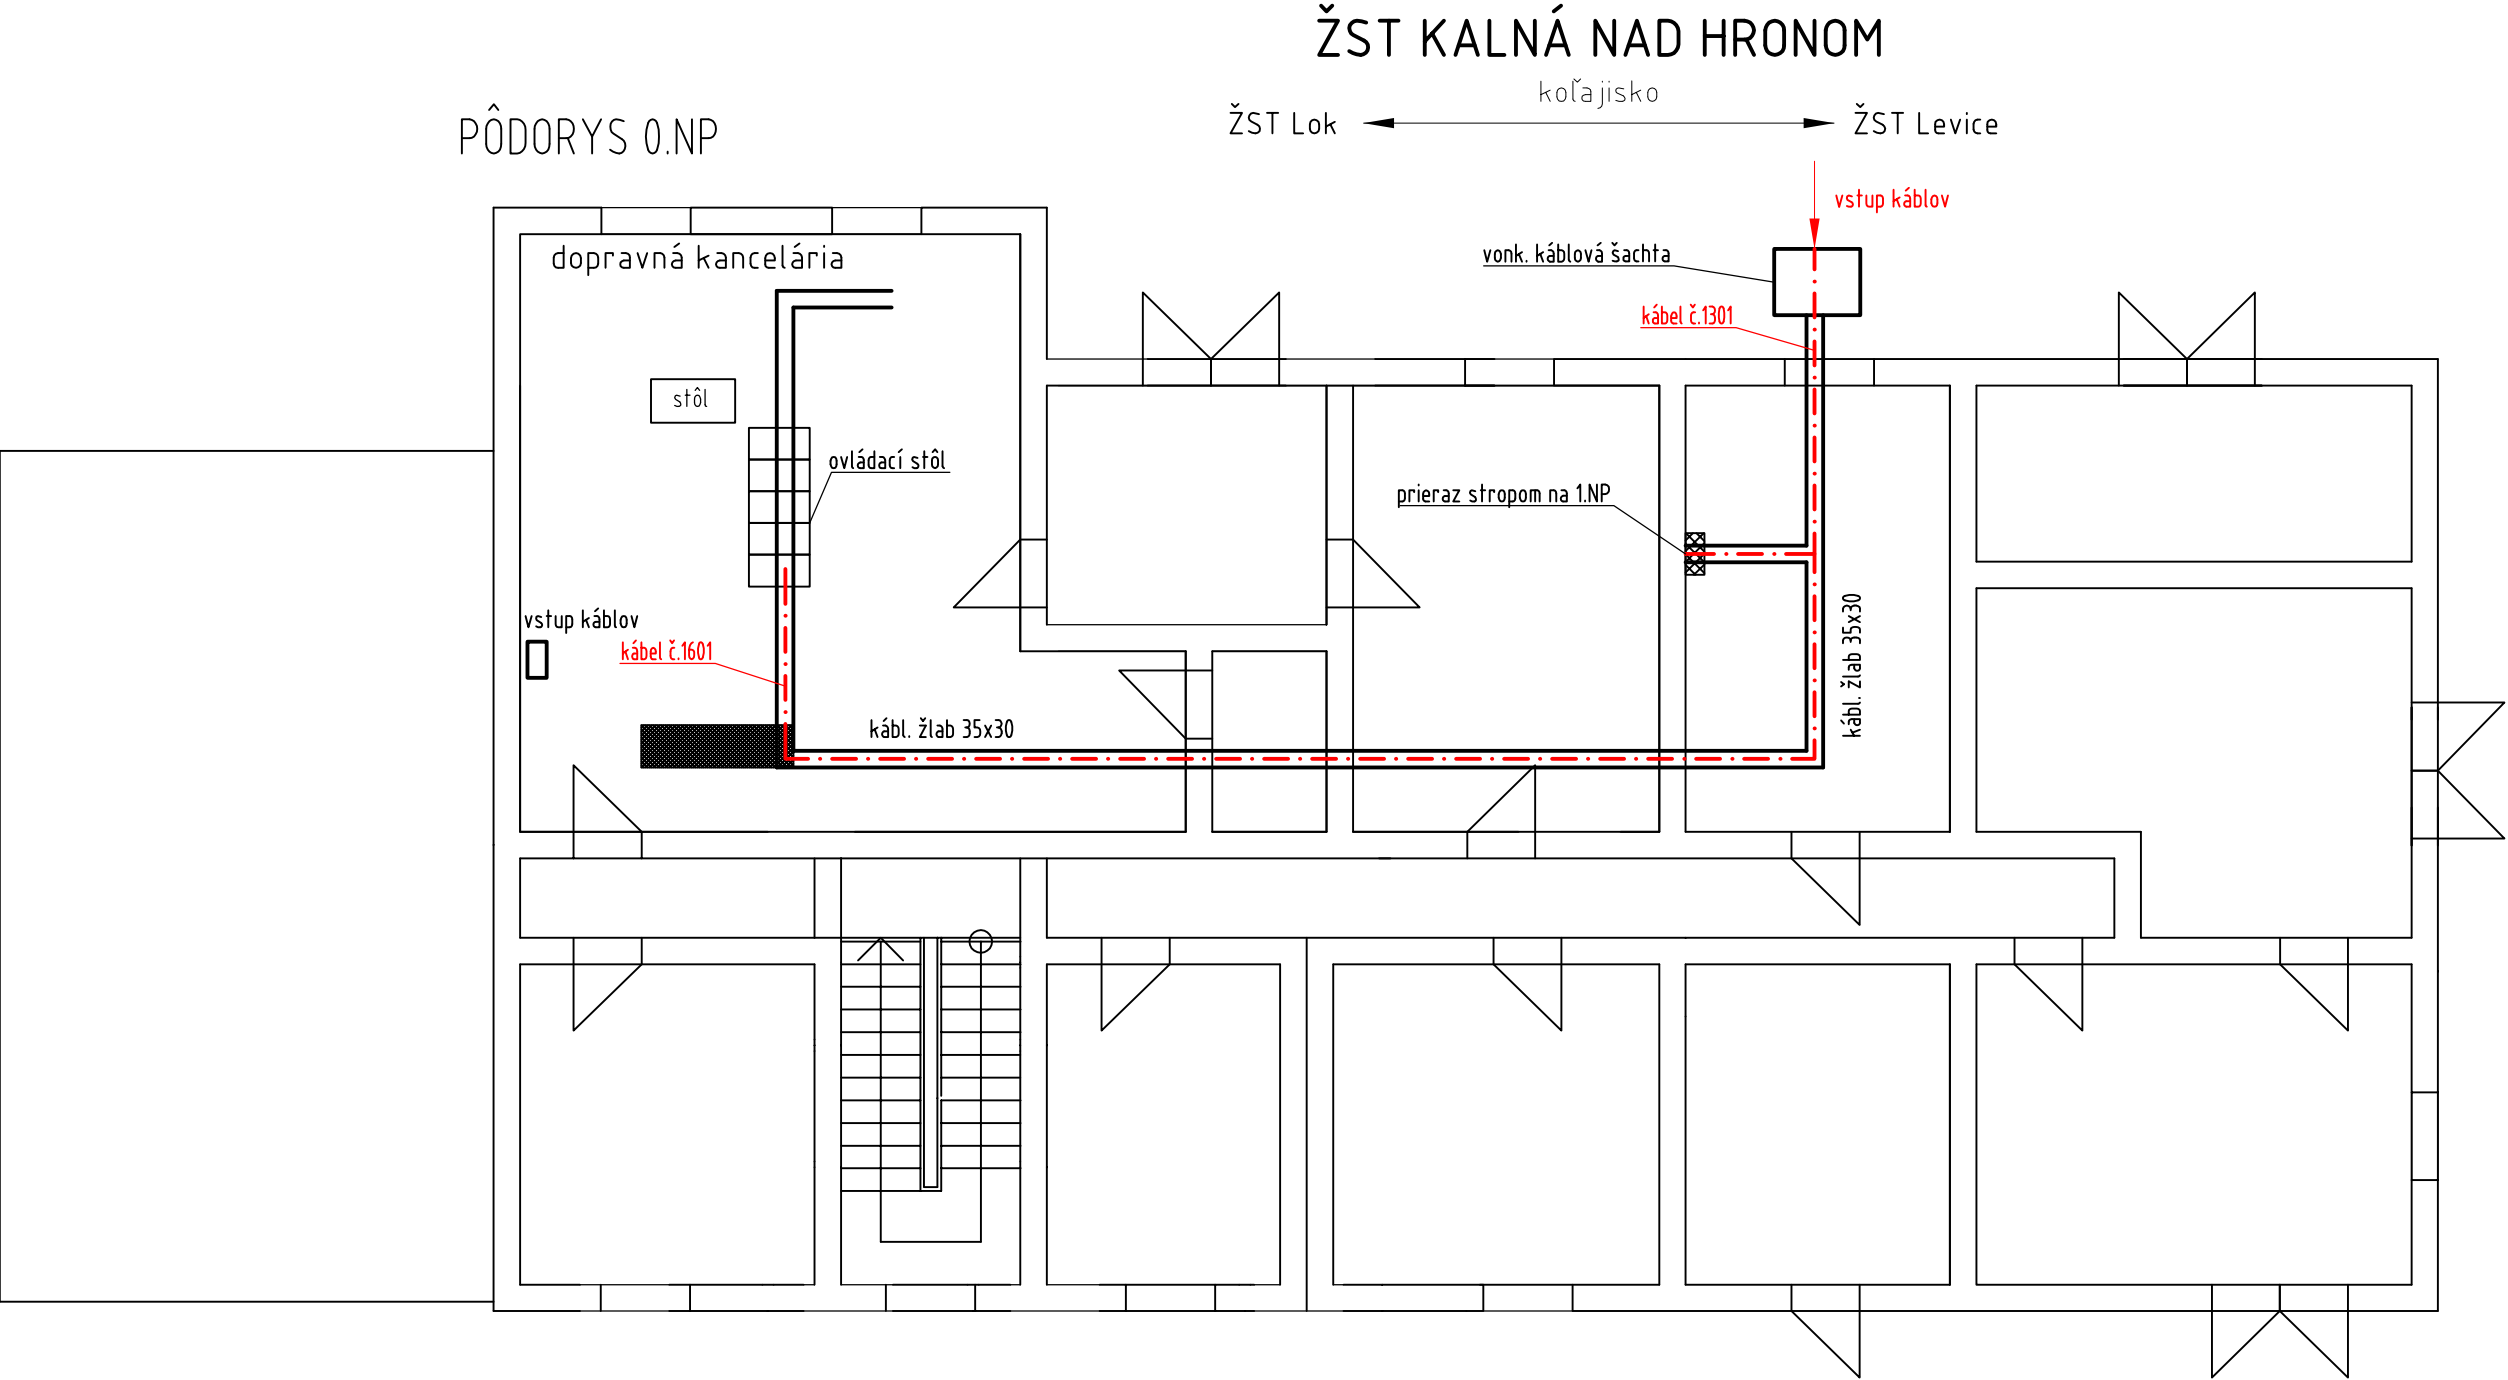 ŽST KALNÁ NAD HRONOM
koľajisko
ŽST Lok
ŽST Levice
PÔDORYS 0.NP
vstup káblov
dopravná kancelária
vonk. káblová šachta
kábel č.1301
stôl
ovládací stôl
prieraz stropom na 1.NP
vstup káblov
kábel č.1601
kábl. žlab 35x30
kábl. žlab 35x30